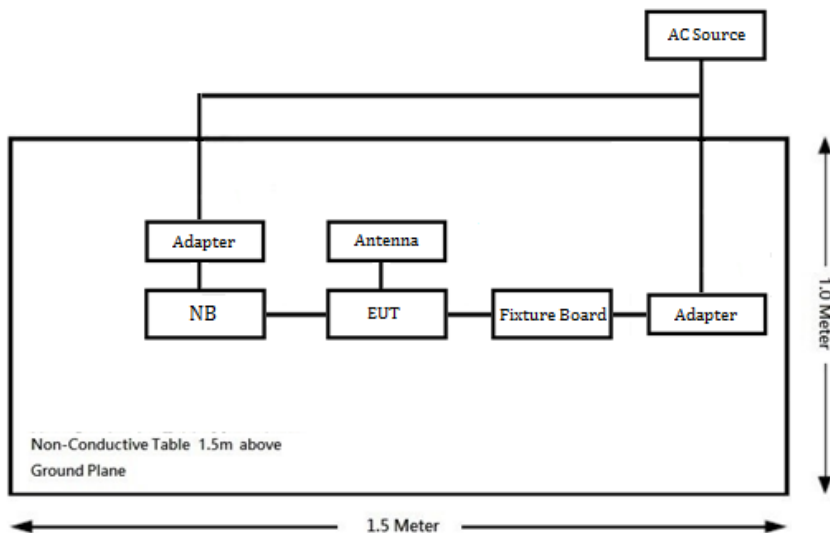 AC Source
Adapter
Antenna
NB
EUT
Fixture Board
Adapter
1.0 Meter
Non-Conductive Table 1.5m above
Ground Plane
1.5 Meter